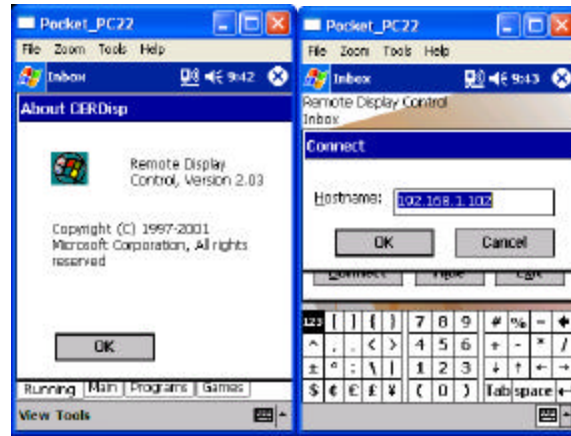 Pocket_PC22
File Zoom Tools Help
Inbox 9:42
About CERDisp
Remote Display
Control, Version 2.03
Copyright (C) 1997-2001
Microsoft Corporation, All rights
reserved
OK
Running Main Programs Games
View Tools
Pocket_PC22
File Zoom Tools Help
Inbox 9:43
Remote Display Control
Inbox
Connect
Hostname: 192.168.1.102
OK Cancel
Connect Hide Exit
123 [ ] { } 7 8 9 # % = 
^ , . < > 4 5 6 + - * /
± ° : \ | 1 2 3 ↓ ↑ ← →
$ ¢ € £ ¥ ( 0 ) Tab space ←